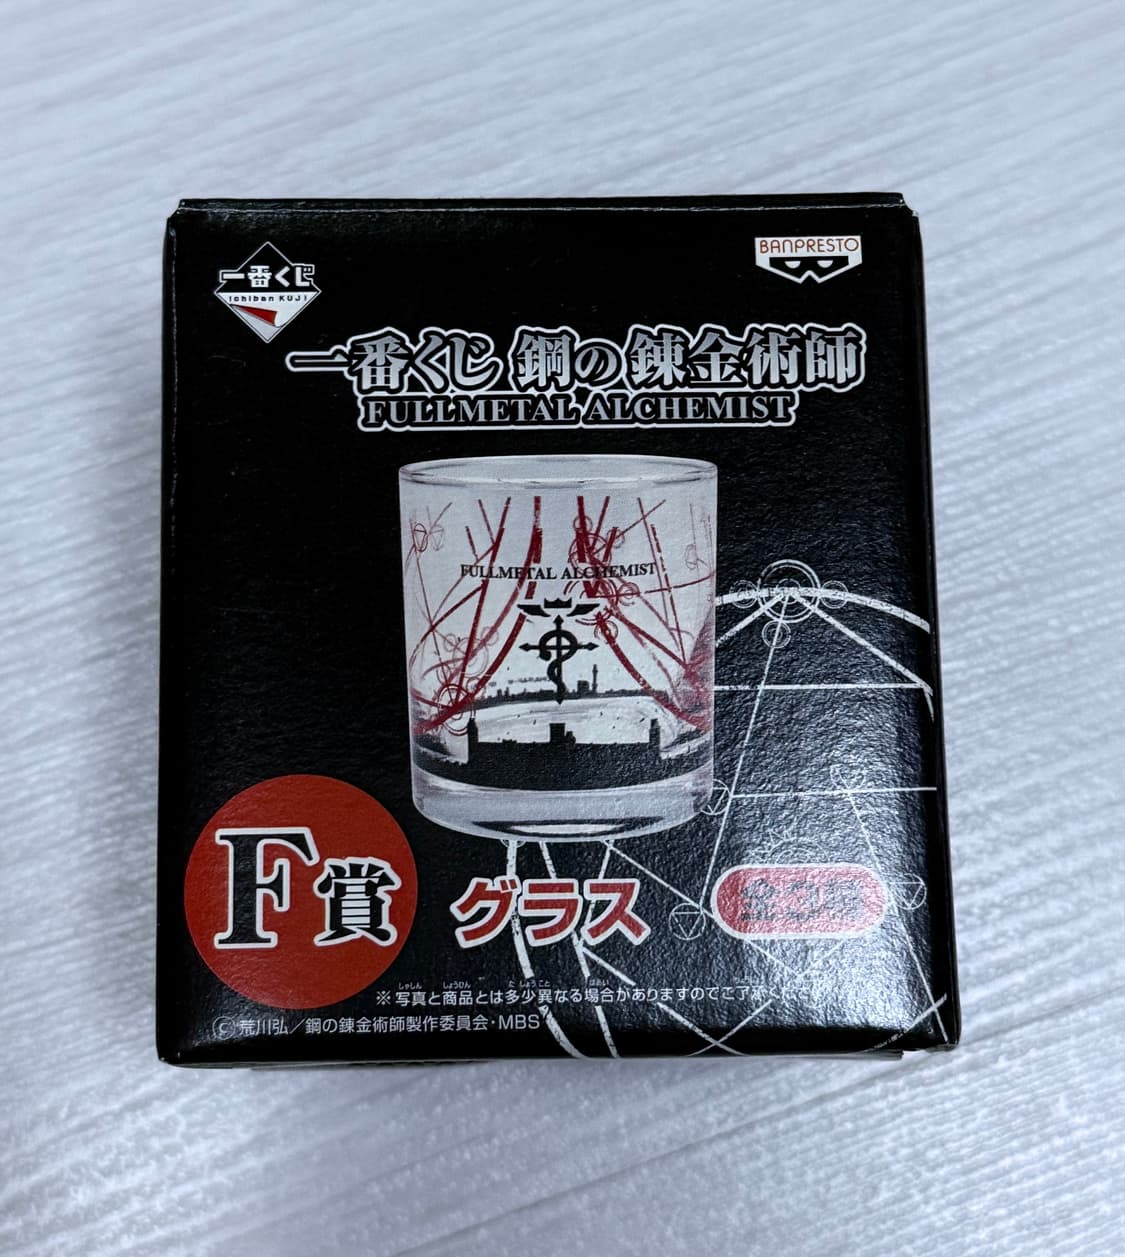 一番くじ
Ichiban KUJI
BANPRESTO
一番くじ 鋼の錬金術師
FULLMETAL ALCHEMIST
FULLMETAL ALCHEMIST
F賞
グラス
※写真と商品とは多少異なる場合がありますのでご了承くだ
© 荒川弘/鋼の錬金術師製作委員会・MBS